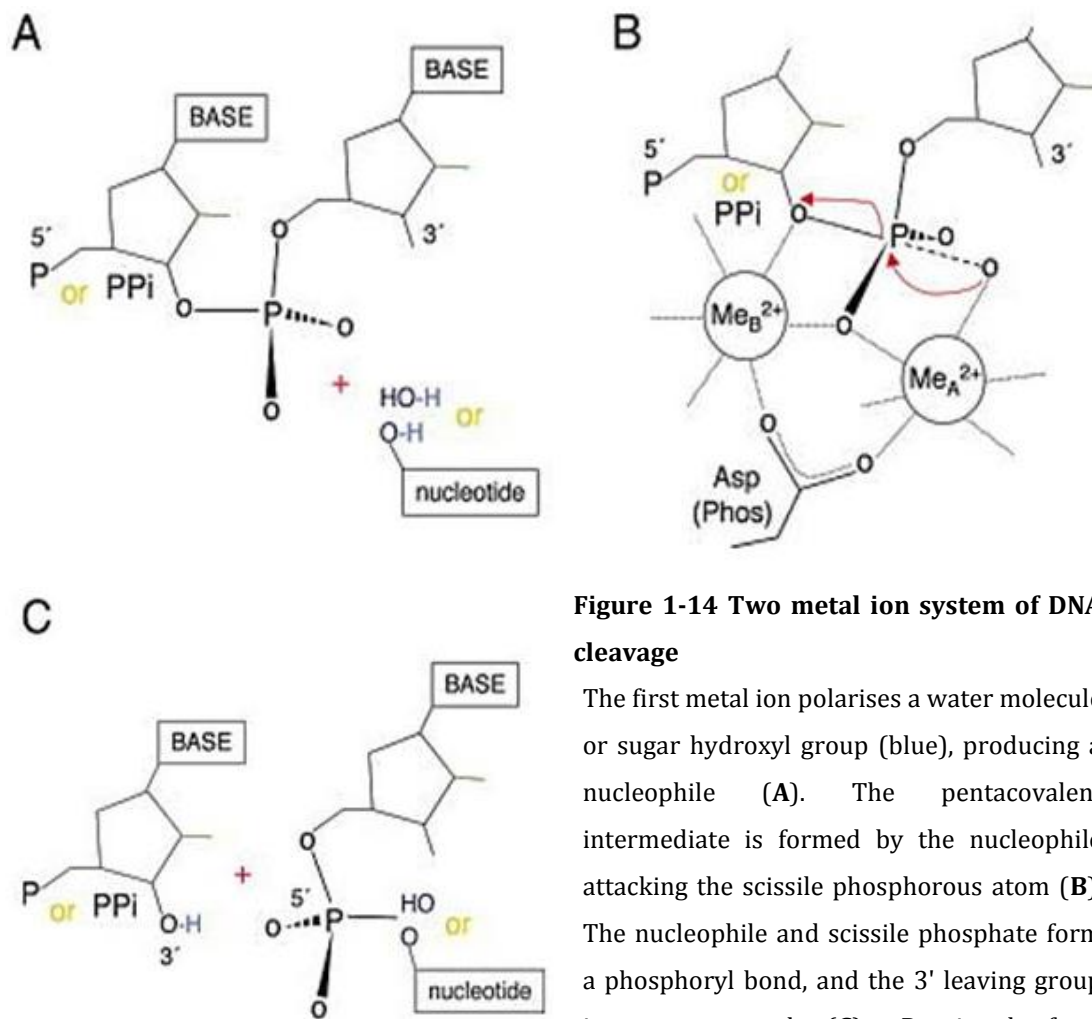 A
BASE
BASE
5´
P
or PPi
O
O
P
O
O
3´
+
HO-H or
O-H
nucleotide
B
5´
P
or
PPi
O
O
P
O
O
O
3´
MeB2+
MeA2+
O
O
Asp
(Phos)
C
BASE
BASE
P
or PPi
O-H
3´
+
O
5´
O
P
HO
or
O
O
nucleotide
Figure 1-14 Two metal ion system of DNA
cleavage
The first metal ion polarises a water molecule
or sugar hydroxyl group (blue), producing a
nucleophile (A). The pentacovalent
intermediate is formed by the nucleophile
attacking the scissile phosphorous atom (B)
The nucleophile and scissile phosphate form
a phosphoryl bond, and the 3' leaving group